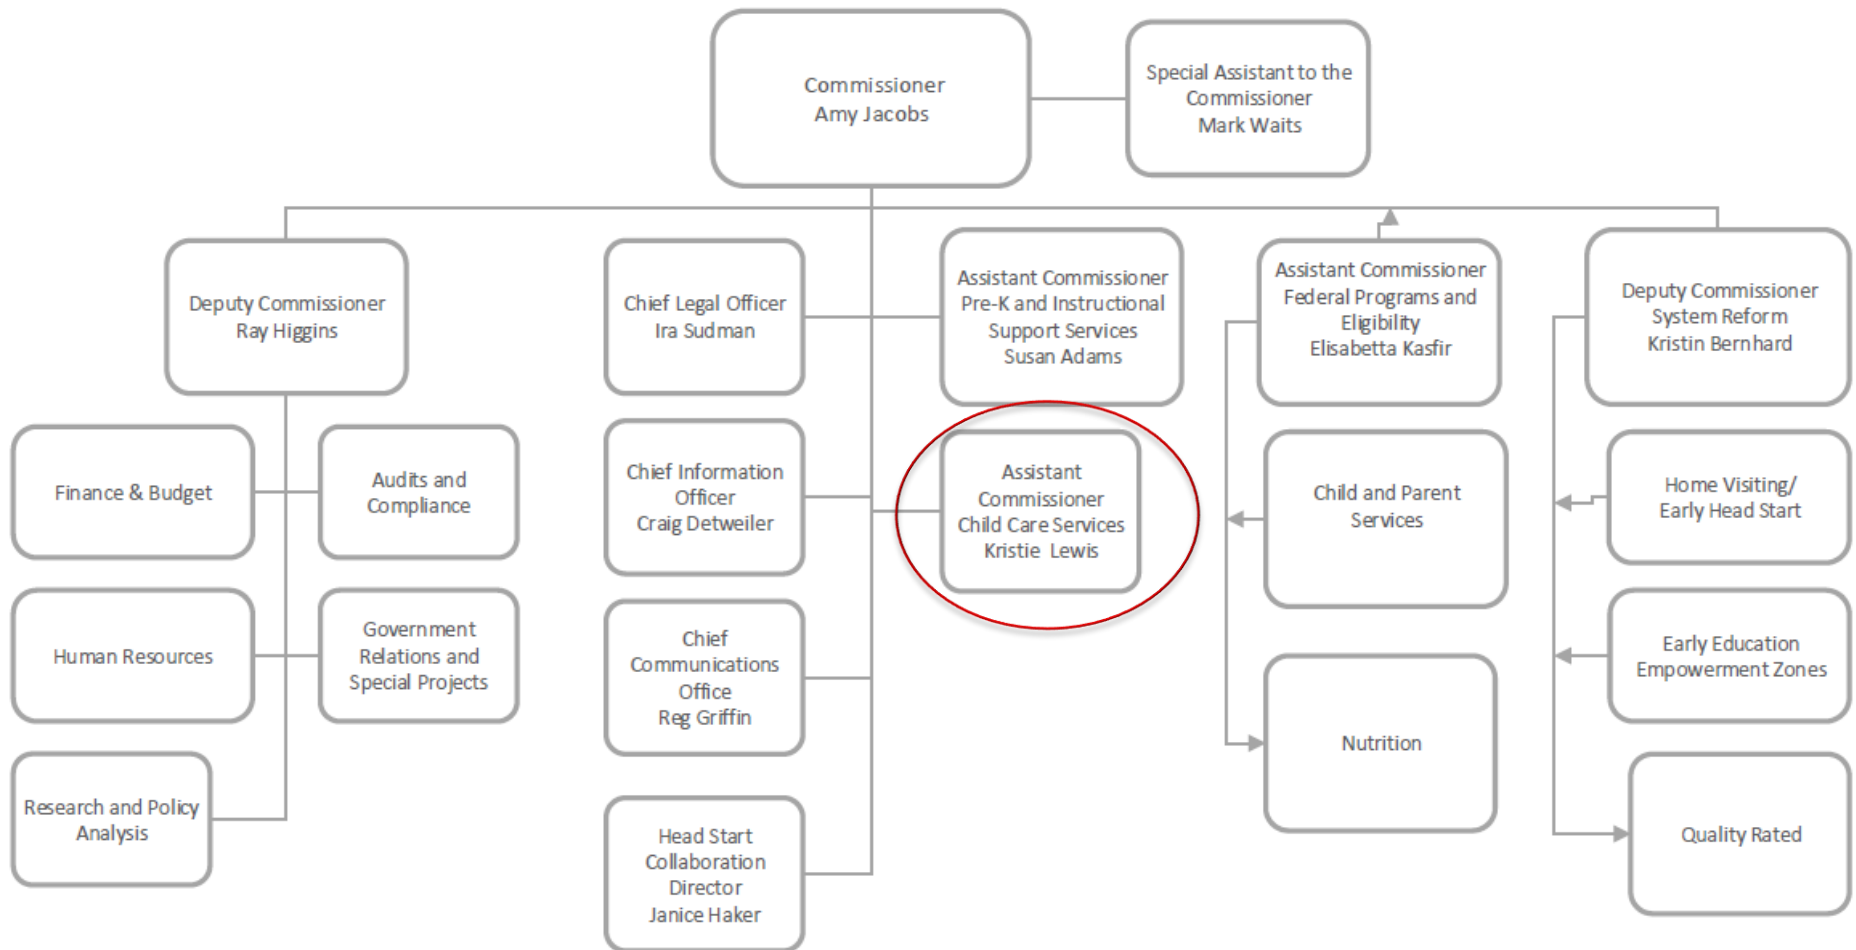 Commissioner
Amy Jacobs
Special Assistant to the
Commissioner
Mark Waits
Deputy Commissioner
Ray Higgins
Chief Legal Officer
Ira Sudman
Assistant Commissioner
Pre-K and Instructional
Support Services
Susan Adams
Assistant Commissioner
Federal Programs and
Eligibility
Elisabetta Kasfir
Deputy Commissioner
System Reform
Kristin Bernhard
Finance & Budget
Audits and
Compliance
Chief Information
Officer
Craig Detweiler
Assistant
Commissioner
Child Care Services
Kristie Lewis
Child and Parent
Services
Home Visiting/
Early Head Start
Human Resources
Government
Relations and
Special Projects
Chief
Communications
Office
Reg Griffin
Nutrition
Early Education
Empowerment Zones
Research and Policy
Analysis
Head Start
Collaboration
Director
Janice Haker
Quality Rated